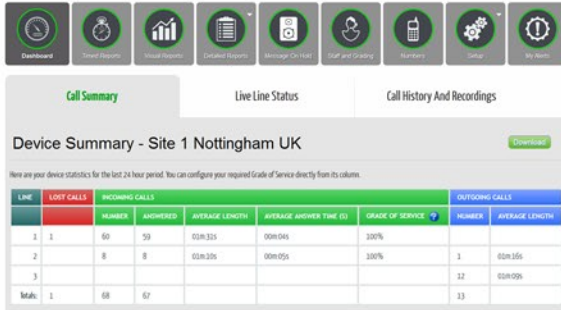 Dashboard Timed Reports Visual Reports Detailed Reports Message On Hold Staff and Grading Numbers Setup My Alerts
Call Summary Live Line Status Call History And Recordings
Device Summary - Site 1 Nottingham UK Download
Here are your device statistics for the last 24 hour period. You can configure your required Grade of Service directly from its column.
LINE LOST CALLS INCOMING CALLS OUTGOING CALLS
NUMBER ANSWERED AVERAGE LENGTH AVERAGE ANSWER TIME (S) GRADE OF SERVICE ? NUMBER AVERAGE LENGTH
1 1 60 59 01m:31s 00m:04s 100%
2 8 8 01m:10s 00m:05s 100% 1 01m:16s
3 12 01m:09s
Totals: 1 68 67 13